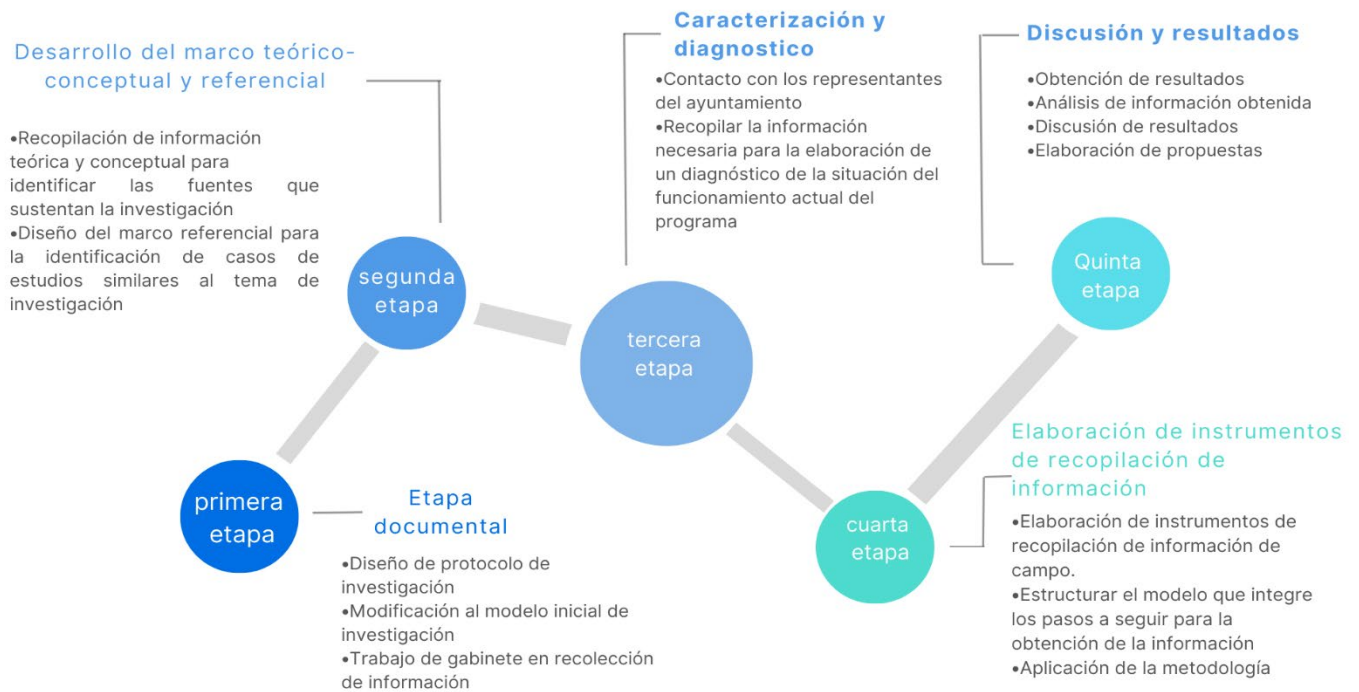 primera
etapa
Etapa
documental
•Diseño de protocolo de
investigación
•Modificación al modelo inicial de
investigación
•Trabajo de gabinete en recolección
de información
Desarrollo del marco teórico-
conceptual y referencial
•Recopilación de información
teórica y conceptual para
identificar las fuentes que
sustentan la investigación
•Diseño del marco referencial para
la identificación de casos de
estudios similares al tema de
investigación
segunda
etapa
Caracterización y
diagnostico
•Contacto con los representantes
del ayuntamiento
•Recopilar la información
necesaria para la elaboración de
un diagnóstico de la situación del
funcionamiento actual del
programa
tercera
etapa
cuarta
etapa
Elaboración de instrumentos
de recopilación de
información
•Elaboración de instrumentos de
recopilación de información de
campo.
•Estructurar el modelo que integre
los pasos a seguir para la
obtención de la información
•Aplicación de la metodología
Discusión y resultados
•Obtención de resultados
•Análisis de información obtenida
•Discusión de resultados
•Elaboración de propuestas
Quinta
etapa